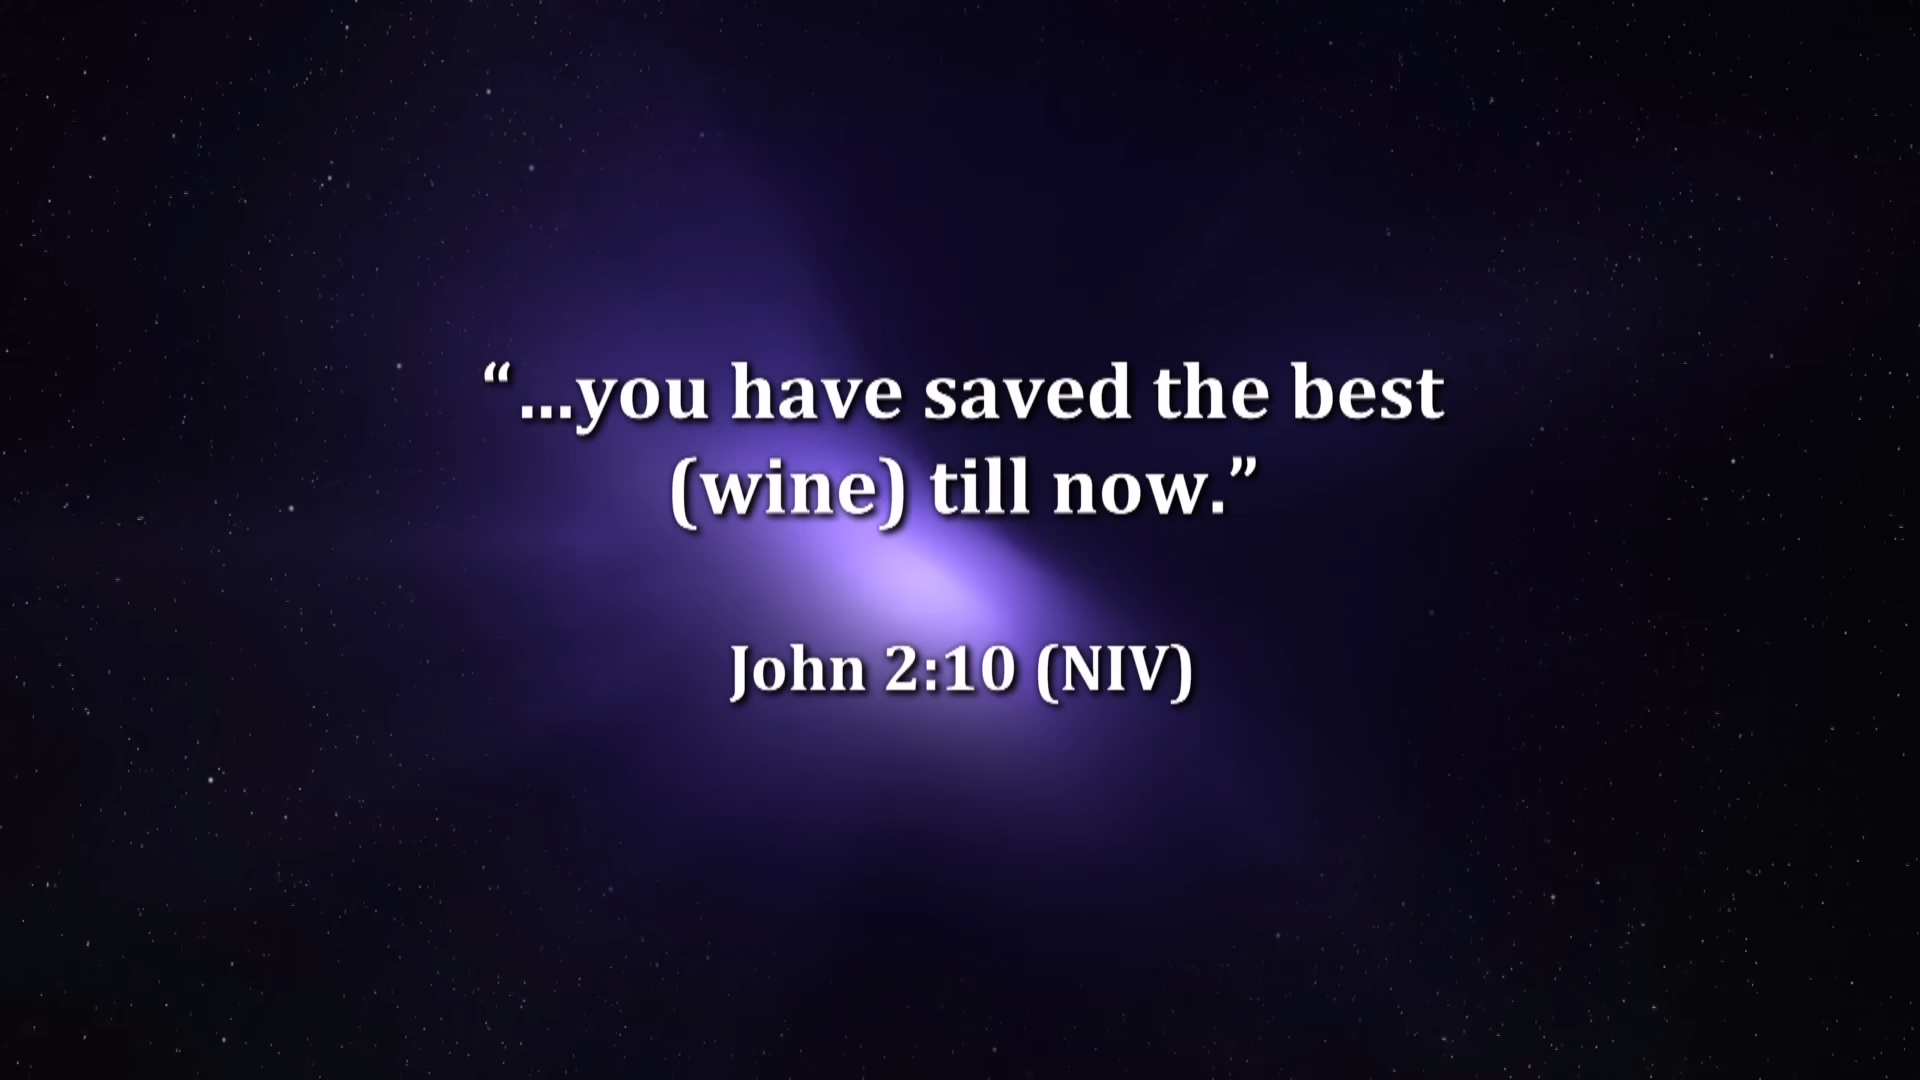 “...you have saved the best
(wine) till now.”
John 2:10 (NIV)